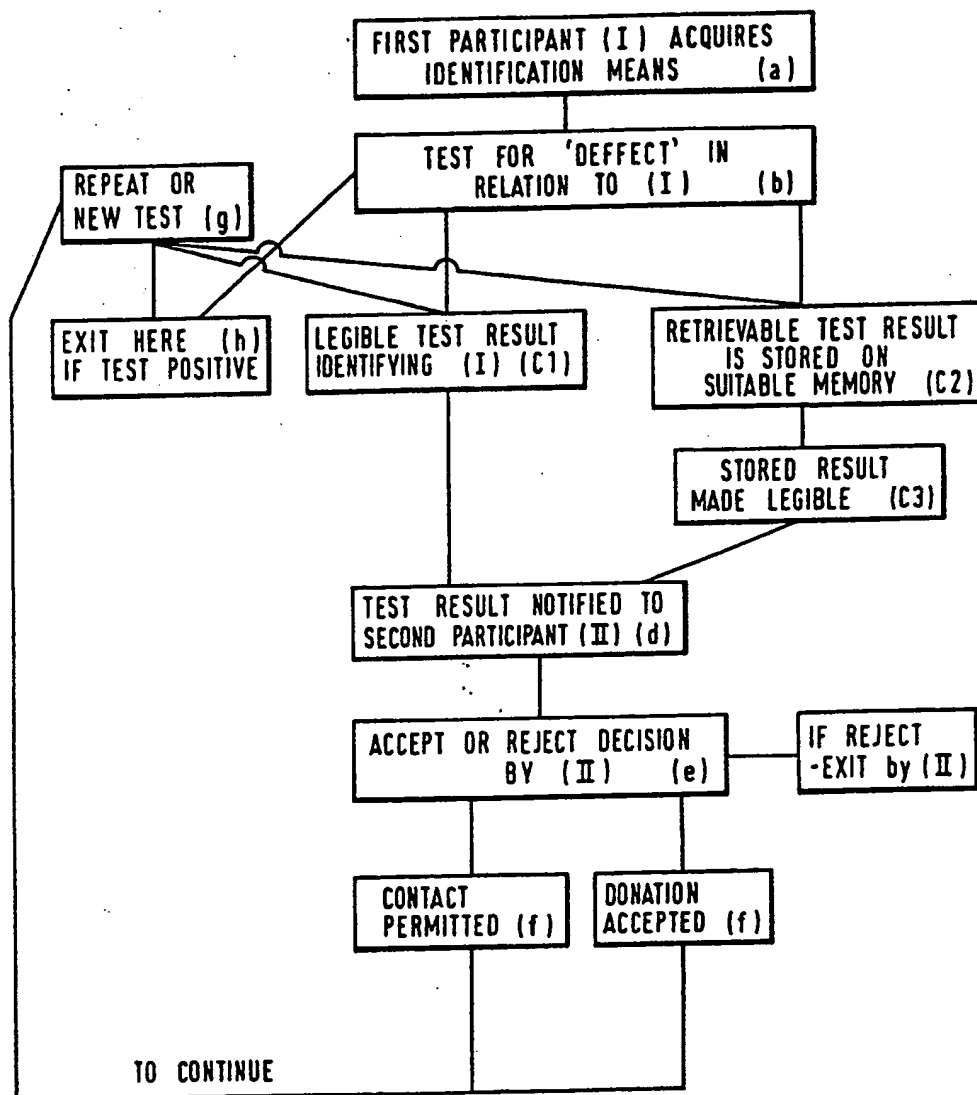 FIRST PARTICIPANT (I) ACQUIRES
IDENTIFICATION MEANS (a)
TEST FOR 'DEFFECT' IN
RELATION TO (I) (b)
REPEAT OR
NEW TEST (g)
EXIT HERE (h)
IF TEST POSITIVE
LEGIBLE TEST RESULT
IDENTIFYING (I) (C1)
RETRIEVABLE TEST RESULT
IS STORED ON
SUITABLE MEMORY (C2)
STORED RESULT
MADE LEGIBLE (C3)
TEST RESULT NOTIFIED TO
SECOND PARTICIPANT (II) (d)
ACCEPT OR REJECT DECISION
BY (II) (e)
IF REJECT
-EXIT by (II)
CONTACT
PERMITTED (f)
DONATION
ACCEPTED (f)
TO CONTINUE